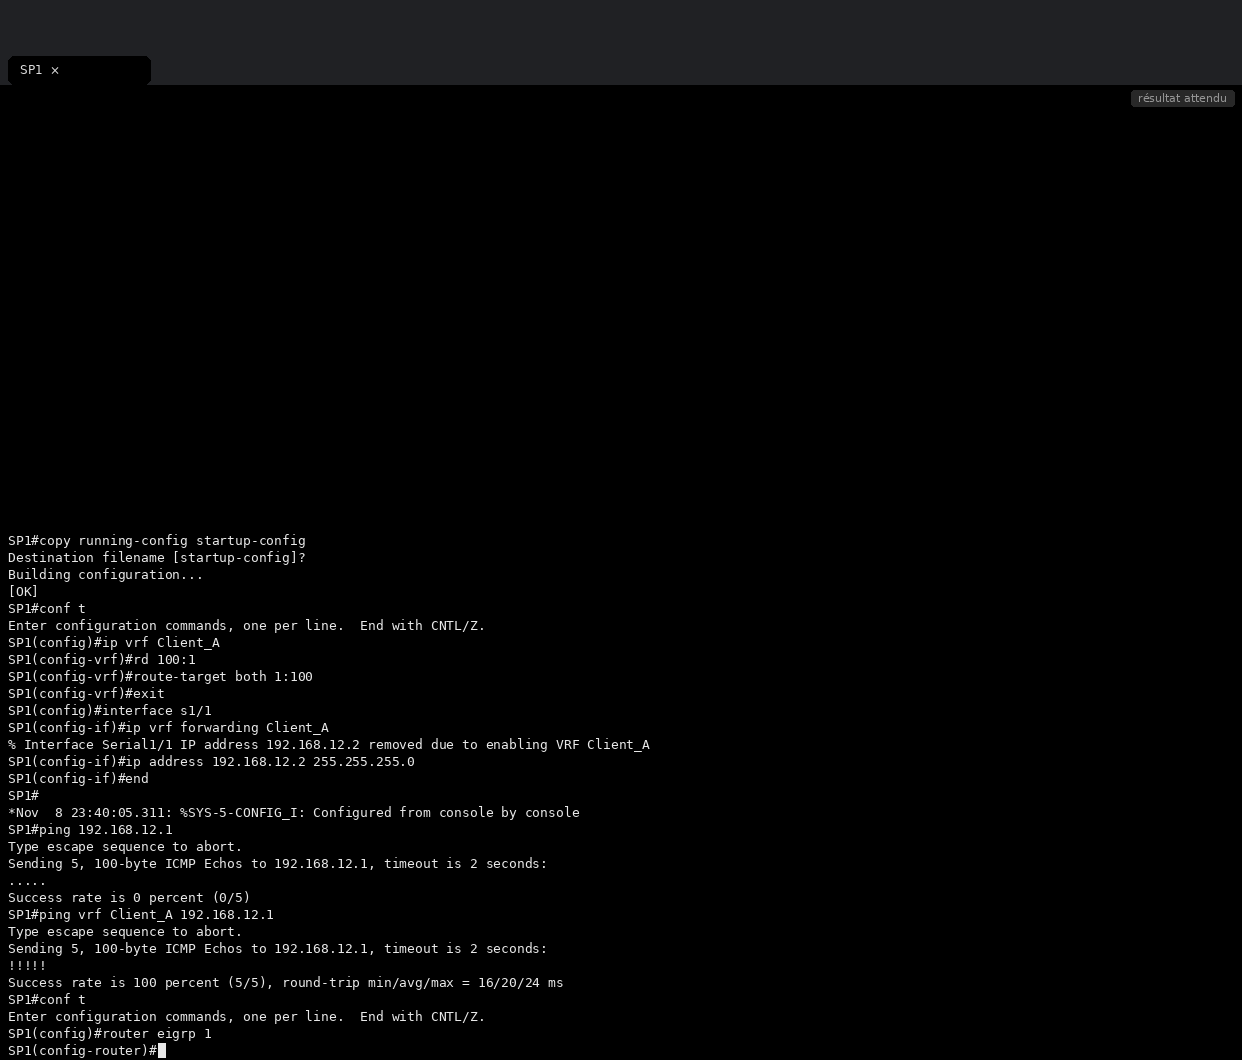 SP1 ×
résultat attendu
SP1#copy running-config startup-config
Destination filename [startup-config]?
Building configuration...
[OK]
SP1#conf t
Enter configuration commands, one per line.  End with CNTL/Z.
SP1(config)#ip vrf Client_A
SP1(config-vrf)#rd 100:1
SP1(config-vrf)#route-target both 1:100
SP1(config-vrf)#exit
SP1(config)#interface s1/1
SP1(config-if)#ip vrf forwarding Client_A
% Interface Serial1/1 IP address 192.168.12.2 removed due to enabling VRF Client_A
SP1(config-if)#ip address 192.168.12.2 255.255.255.0
SP1(config-if)#end
SP1#
*Nov  8 23:40:05.311: %SYS-5-CONFIG_I: Configured from console by console
SP1#ping 192.168.12.1
Type escape sequence to abort.
Sending 5, 100-byte ICMP Echos to 192.168.12.1, timeout is 2 seconds:
.....
Success rate is 0 percent (0/5)
SP1#ping vrf Client_A 192.168.12.1
Type escape sequence to abort.
Sending 5, 100-byte ICMP Echos to 192.168.12.1, timeout is 2 seconds:
!!!!!
Success rate is 100 percent (5/5), round-trip min/avg/max = 16/20/24 ms
SP1#conf t
Enter configuration commands, one per line.  End with CNTL/Z.
SP1(config)#router eigrp 1
SP1(config-router)#